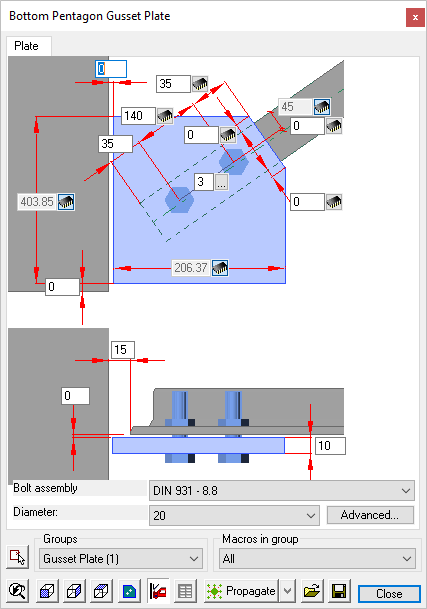 Bottom Pentagon Gusset Plate
x
Plate
0
35
140
45
0
0
35
3
...
403.85
0
206.37
0
15
0
10
Bolt assembly
DIN 931 - 8.8
Diameter:
20
Advanced...
Groups
Macros in group
Gusset Plate (1)
All
Propagate
Close